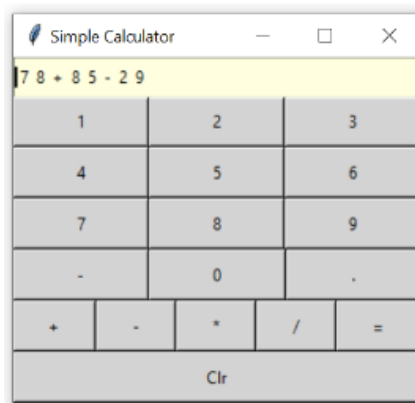 Simple Calculator
7 8 + 8 5 - 2 9
1 2 3
4 5 6
7 8 9
- 0 .
+ - * / =
Clr